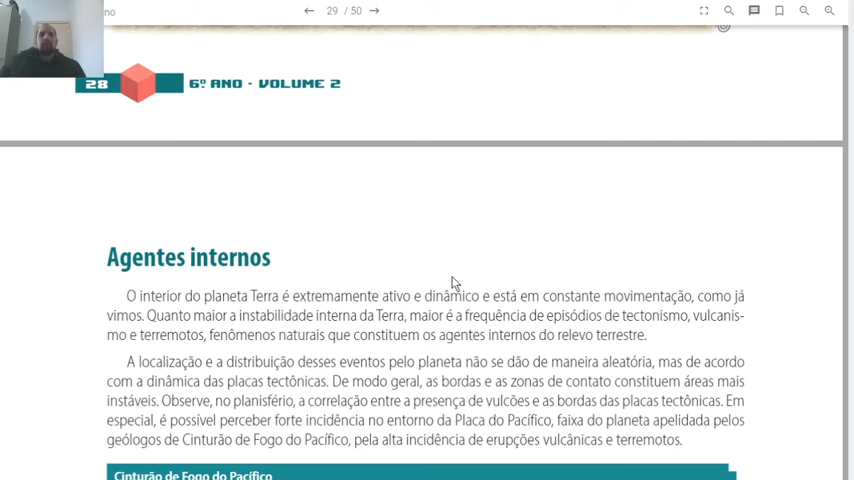 no
29 / 50
28
6º ANO - VOLUME 2
Agentes internos
O interior do planeta Terra é extremamente ativo e dinâmico e está em constante movimentação, como já
vimos. Quanto maior a instabilidade interna da Terra, maior é a frequência de episódios de tectonismo, vulcanis-
mo e terremotos, fenômenos naturais que constituem os agentes internos do relevo terrestre.
A localização e a distribuição desses eventos pelo planeta não se dão de maneira aleatória, mas de acordo
com a dinâmica das placas tectônicas. De modo geral, as bordas e as zonas de contato constituem áreas mais
instáveis. Observe, no planisfério, a correlação entre a presença de vulcões e as bordas das placas tectônicas. Em
especial, é possível perceber forte incidência no entorno da Placa do Pacífico, faixa do planeta apelidada pelos
geólogos de Cinturão de Fogo do Pacífico, pela alta incidência de erupções vulcânicas e terremotos.
Cinturão de Fogo do Pacífico